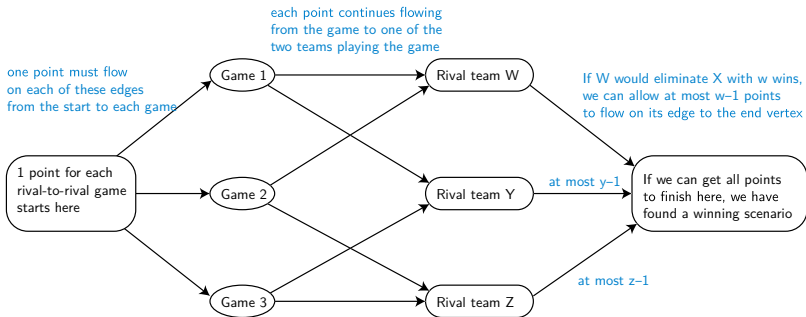 each point continues flowing
from the game to one of the
two teams playing the game
one point must flow
on each of these edges
from the start to each game
Game 1
Rival team W
If W would eliminate X with w wins,
we can allow at most w–1 points
to flow on its edge to the end vertex
1 point for each
rival-to-rival game
starts here
Game 2
Rival team Y
at most y–1
If we can get all points
to finish here, we have
found a winning scenario
Game 3
Rival team Z
at most z–1